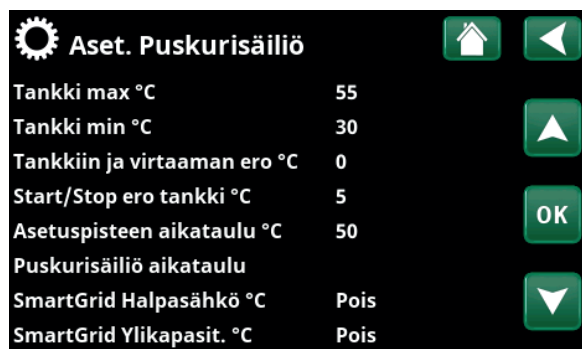 Aset. Puskurisäiliö
Tankki max °C 55
Tankki min °C 30
Tankkiin ja virtaaman ero °C 0
Start/Stop ero tankki °C 5
Asetuspisteen aikataulu °C 50
Puskurisäiliö aikataulu
SmartGrid Halpasähkö °C Pois
SmartGrid Ylikapasit. °C Pois
OK